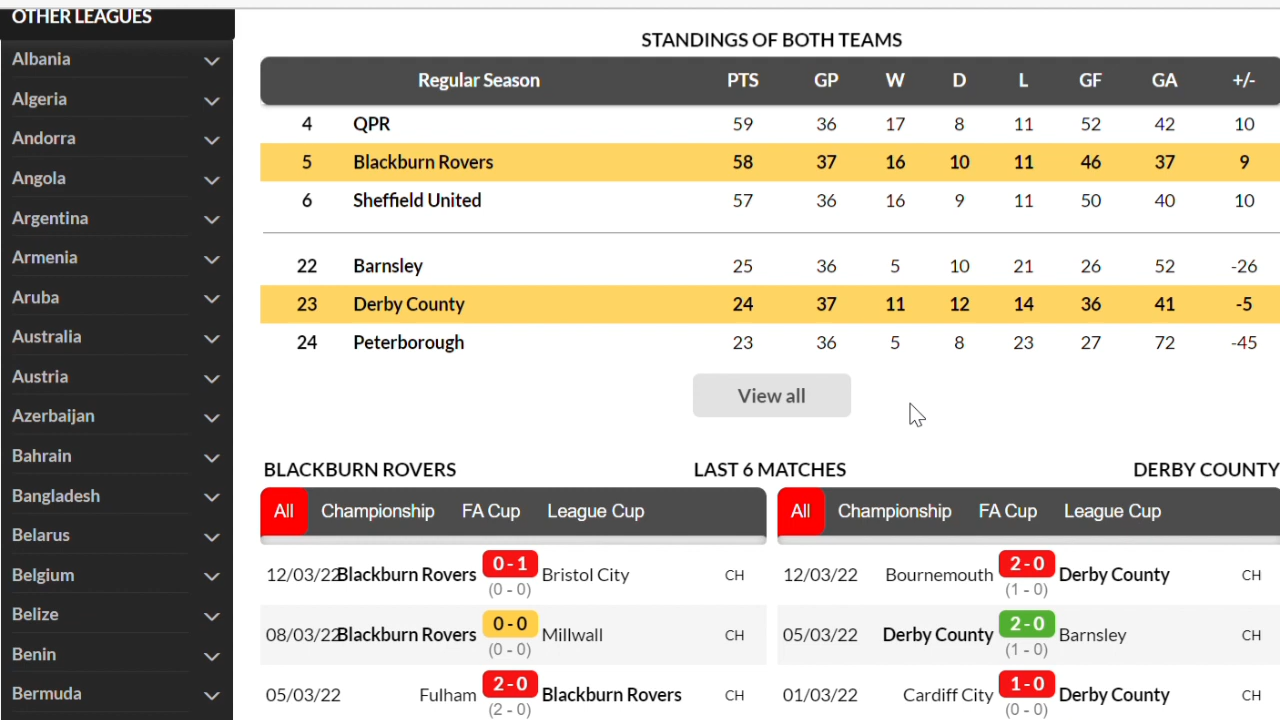 OTHER LEAGUES
Albania
Algeria
Andorra
Angola
Argentina
Armenia
Aruba
Australia
Austria
Azerbaijan
Bahrain
Bangladesh
Belarus
Belgium
Belize
Benin
Bermuda
STANDINGS OF BOTH TEAMS
Regular Season PTS GP W D L GF GA +/-
4 QPR 59 36 17 8 11 52 42 10
5 Blackburn Rovers 58 37 16 10 11 46 37 9
6 Sheffield United 57 36 16 9 11 50 40 10
22 Barnsley 25 36 5 10 21 26 52 -26
23 Derby County 24 37 11 12 14 36 41 -5
24 Peterborough 23 36 5 8 23 27 72 -45
View all
BLACKBURN ROVERS LAST 6 MATCHES DERBY COUNTY
All Championship FA Cup League Cup
12/03/22 Blackburn Rovers 0 - 1 Bristol City CH
(0 - 0)
08/03/22 Blackburn Rovers 0 - 0 Millwall CH
(0 - 0)
05/03/22 Fulham 2 - 0 Blackburn Rovers CH
(2 - 0)
All Championship FA Cup League Cup
12/03/22 Bournemouth 2 - 0 Derby County CH
(1 - 0)
05/03/22 Derby County 2 - 0 Barnsley CH
(1 - 0)
01/03/22 Cardiff City 1 - 0 Derby County CH
(0 - 0)